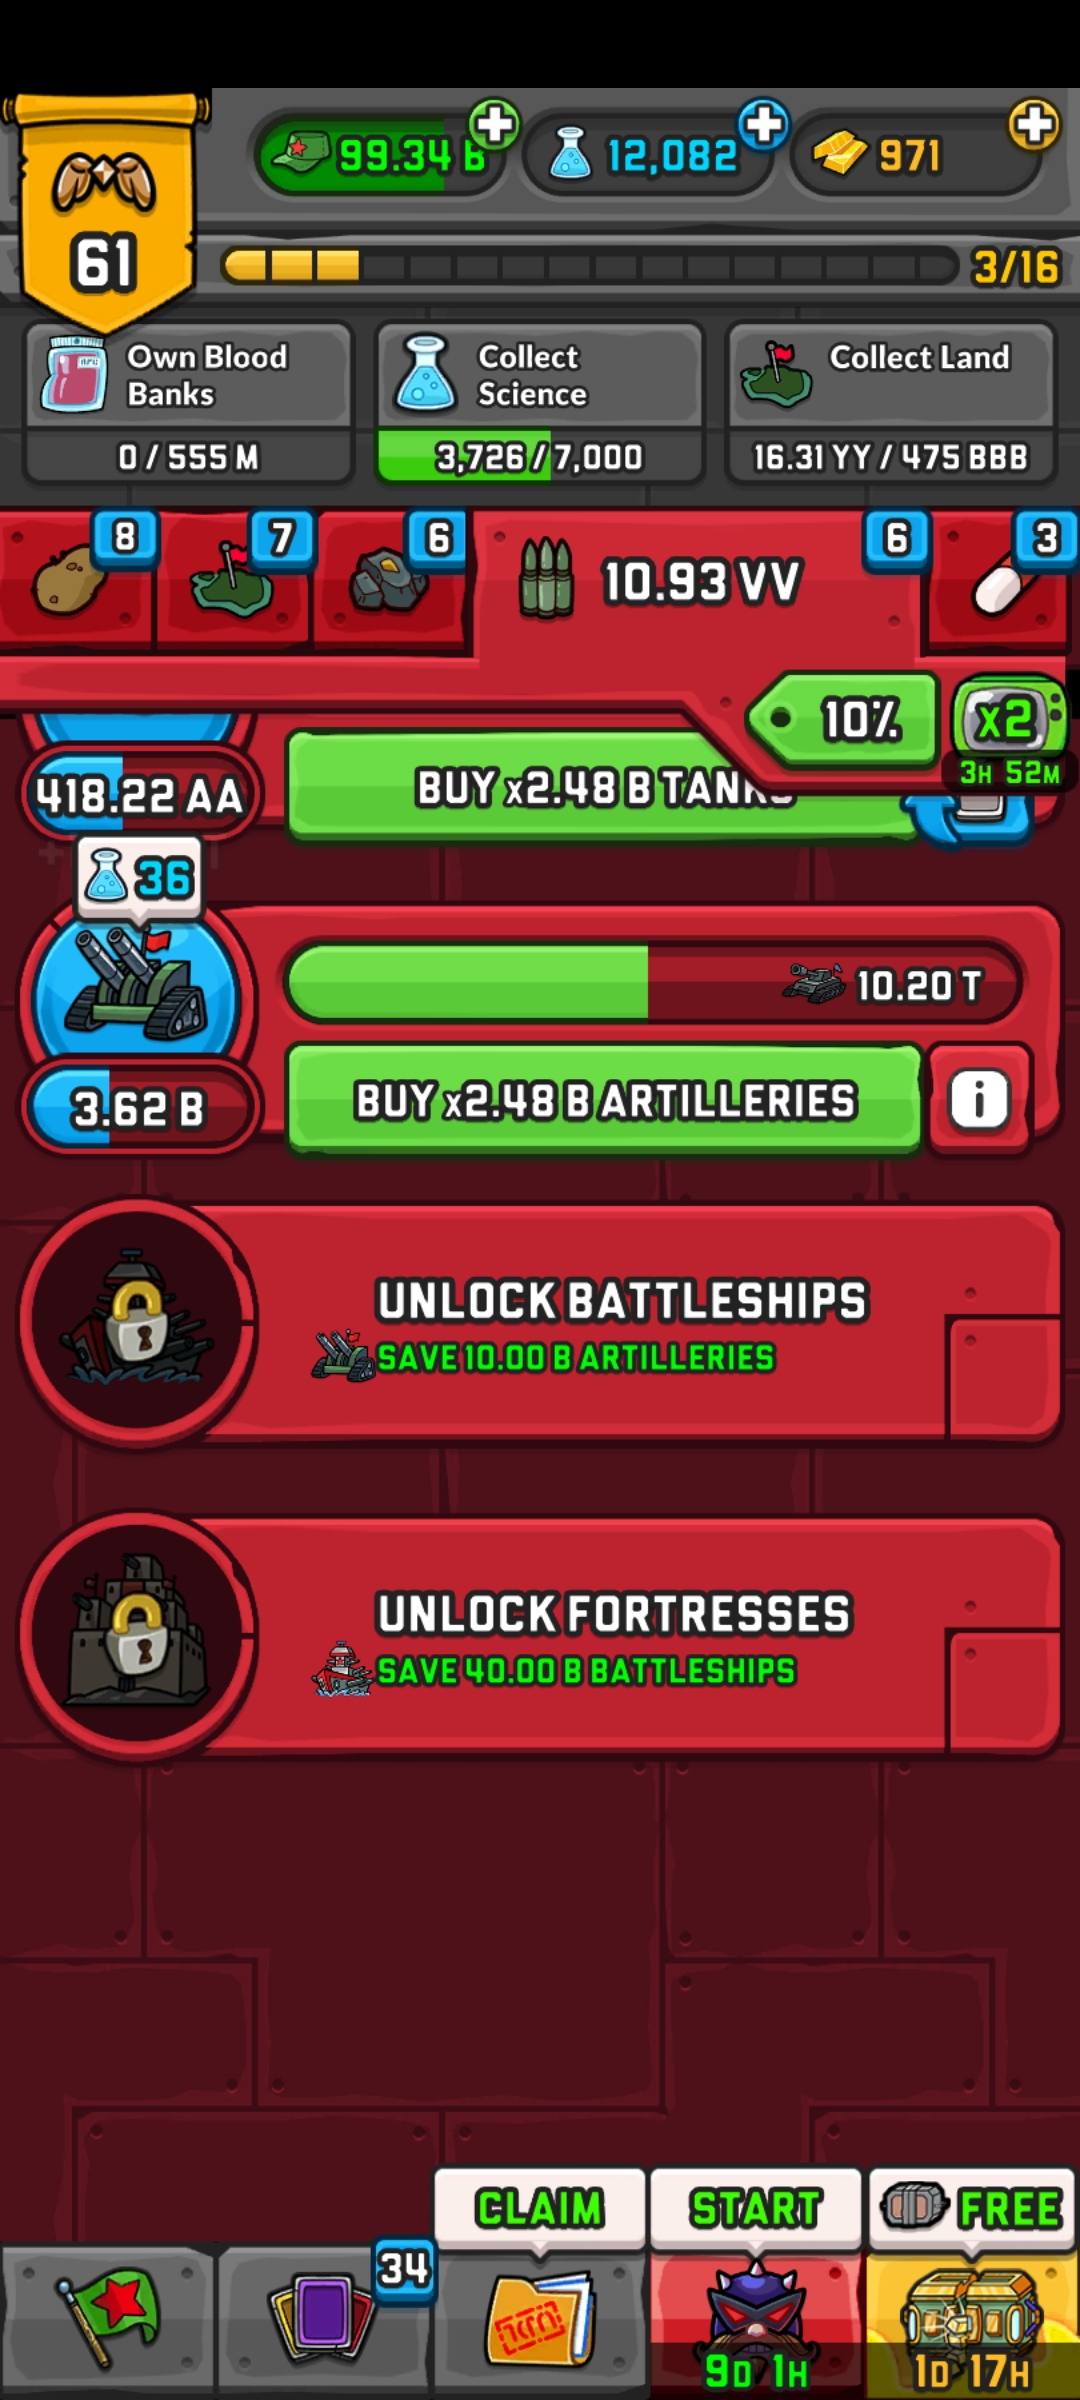 99.34 B
12,082
971
61
3/16
Own Blood
Banks
0 / 555 M
Collect
Science
3,726 / 7,000
Collect Land
16.31 YY / 475 BBB
8
7
6
10.93 VV
6
3
10%
x2
3H 52M
418.22 AA
BUY x2.48 B TANKS
36
10.20 T
3.62 B
BUY x2.48 B ARTILLERIES
i
UNLOCK BATTLESHIPS
SAVE 10.00 B ARTILLERIES
UNLOCK FORTRESSES
SAVE 40.00 B BATTLESHIPS
CLAIM
START
FREE
34
9D 1H
1D 17H